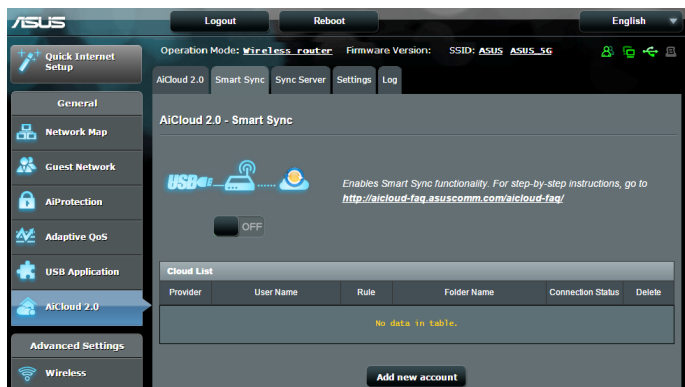 ASUS
Logout
Reboot
English
Quick Internet
Setup
Operation Mode: Wireless router Firmware Version: SSID: ASUS ASUS_5G
AiCloud 2.0
Smart Sync
Sync Server
Settings
Log
General
Network Map
Guest Network
AiProtection
Adaptive QoS
USB Application
AiCloud 2.0
Advanced Settings
Wireless
AiCloud 2.0 - Smart Sync
USB
Enables Smart Sync functionality. For step-by-step instructions, go to
http://aicloud-faq.asuscomm.com/aicloud-faq/
OFF
Cloud List
Provider User Name Rule Folder Name Connection Status Delete
No data in table.
Add new account